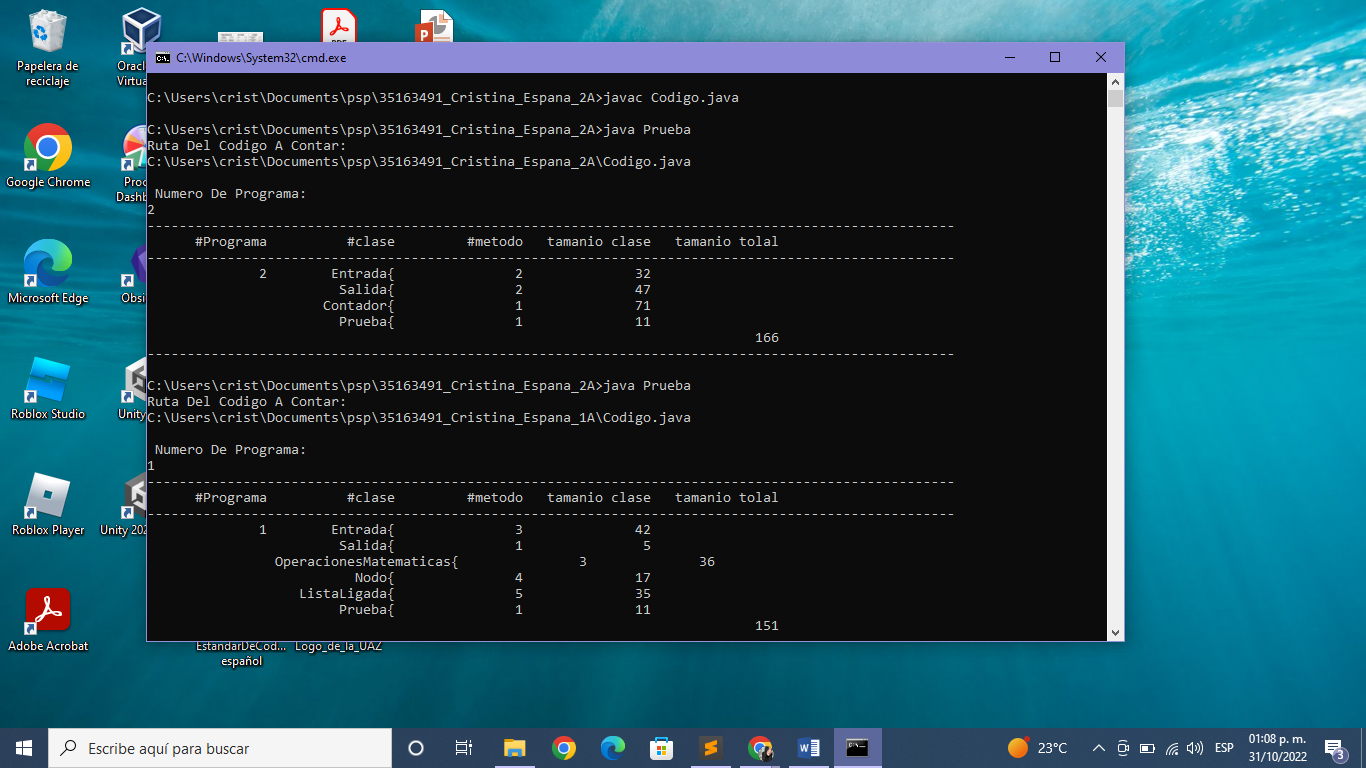 Papelera de
reciclaje
Google Chrome
Microsoft Edge
Roblox Studio
Roblox Player
Adobe Acrobat
Oracl
Virtua
Proc
Dashb
Obsi
Unity
Unity 202
EstandarDeCod...
español
Logo_de_la_UAZ
C:\Windows\System32\cmd.exe
C:\Users\crist\Documents\psp\35163491_Cristina_Espana_2A>javac Codigo.java
C:\Users\crist\Documents\psp\35163491_Cristina_Espana_2A>java Prueba
Ruta Del Codigo A Contar:
C:\Users\crist\Documents\psp\35163491_Cristina_Espana_2A\Codigo.java
Numero De Programa:
2
#Programa #clase #metodo tamanio clase tamanio tolal
2 Entrada{ 2 32
Salida{ 2 47
Contador{ 1 71
Prueba{ 1 11
166
C:\Users\crist\Documents\psp\35163491_Cristina_Espana_2A>java Prueba
Ruta Del Codigo A Contar:
C:\Users\crist\Documents\psp\35163491_Cristina_Espana_1A\Codigo.java
Numero De Programa:
1
#Programa #clase #metodo tamanio clase tamanio tolal
1 Entrada{ 3 42
Salida{ 1 5
OperacionesMatematicas{ 3 36
Nodo{ 4 17
ListaLigada{ 5 35
Prueba{ 1 11
151
Escribe aquí para buscar
23°C
ESP
01:08 p. m.
31/10/2022
3